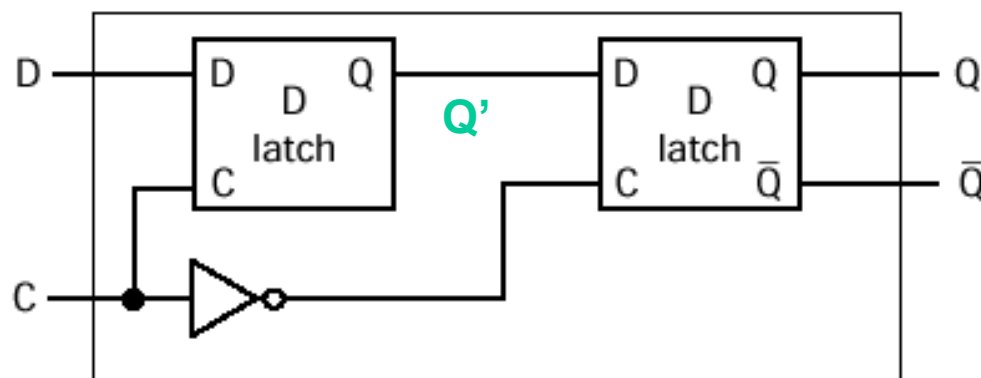 D D Q D Q Q
D D
Q’
latch latch
C C Q̅ Q̅
C